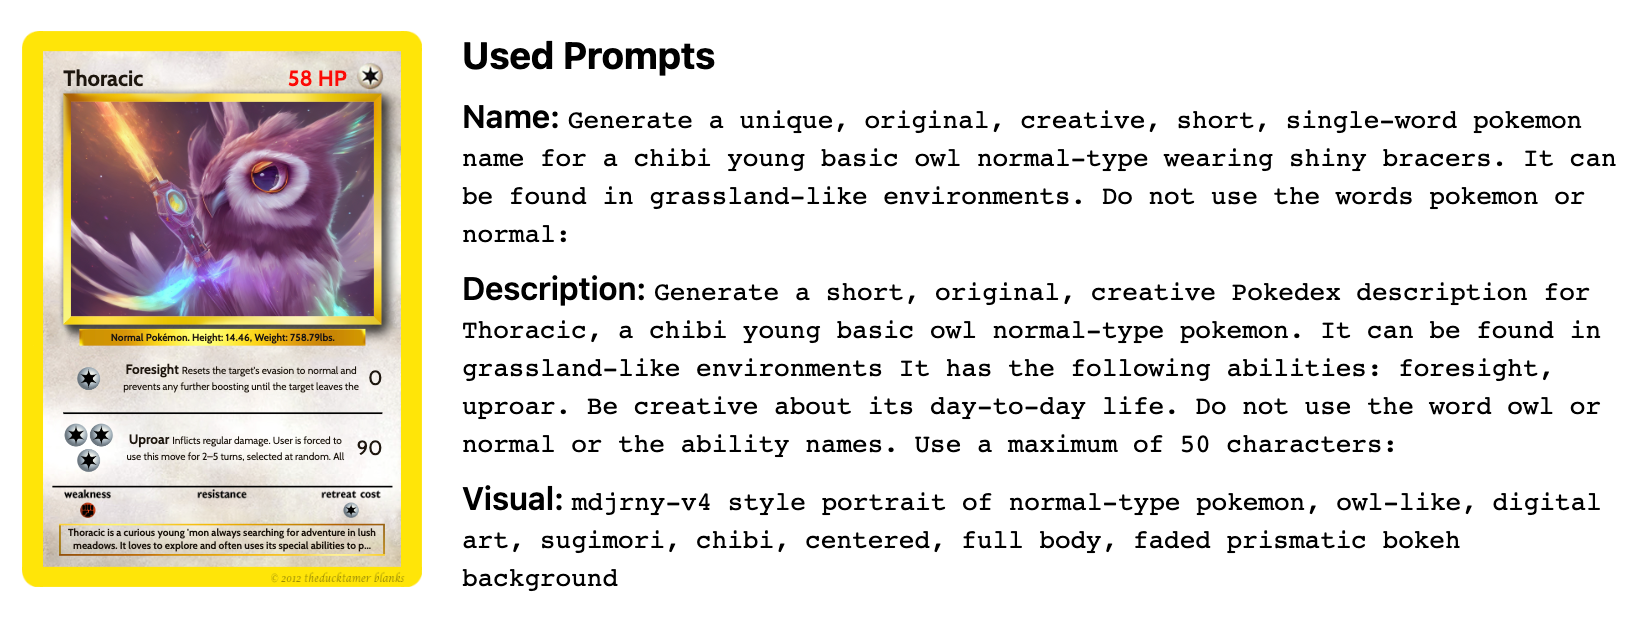 Thoracic
58 HP
Normal Pokémon. Height: 14.46, Weight: 758.79lbs.
Foresight Resets the target's evasion to normal and
prevents any further boosting until the target leaves the
0
Uproar Inflicts regular damage. User is forced to
use this move for 2–5 turns, selected at random. All
90
weakness resistance retreat cost
Thoracic is a curious young 'mon always searching for adventure in lush
meadows. It loves to explore and often uses its special abilities to p...
© 2012 theducktamer blanks
Used Prompts
Name: Generate a unique, original, creative, short, single-word pokemon
name for a chibi young basic owl normal-type wearing shiny bracers. It can
be found in grassland-like environments. Do not use the words pokemon or
normal:
Description: Generate a short, original, creative Pokedex description for
Thoracic, a chibi young basic owl normal-type pokemon. It can be found in
grassland-like environments It has the following abilities: foresight,
uproar. Be creative about its day-to-day life. Do not use the word owl or
normal or the ability names. Use a maximum of 50 characters:
Visual: mdjrny-v4 style portrait of normal-type pokemon, owl-like, digital
art, sugimori, chibi, centered, full body, faded prismatic bokeh
background